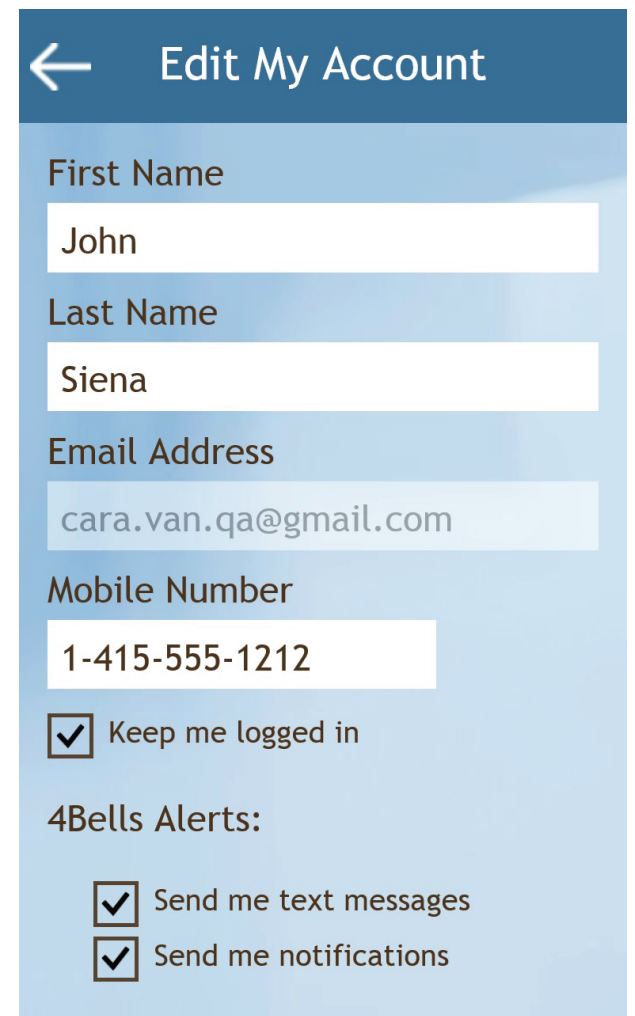 Edit My Account
First Name
John
Last Name
Siena
Email Address
cara.van.qa@gmail.com
Mobile Number
1-415-555-1212
Keep me logged in
4Bells Alerts:
Send me text messages
Send me notifications